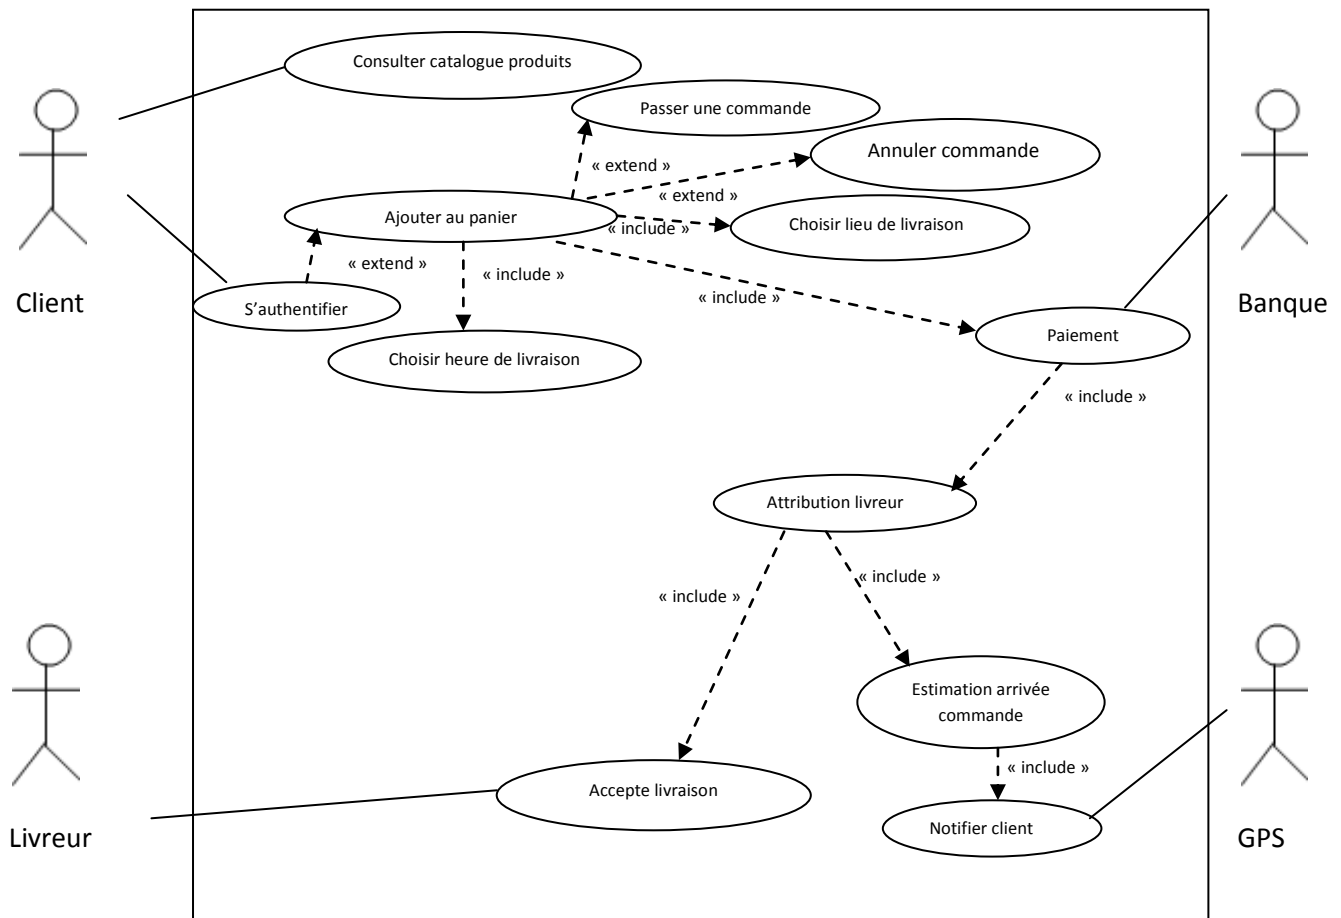 Consulter catalogue produits
Passer une commande
Annuler commande
« extend »
« extend »
Ajouter au panier
« include »
Choisir lieu de livraison
« extend »
« include »
« include »
Client
S’authentifier
Banque
Choisir heure de livraison
Paiement
« include »
Attribution livreur
« include »
« include »
Estimation arrivée
commande
« include »
Accepte livraison
Notifier client
Livreur
GPS